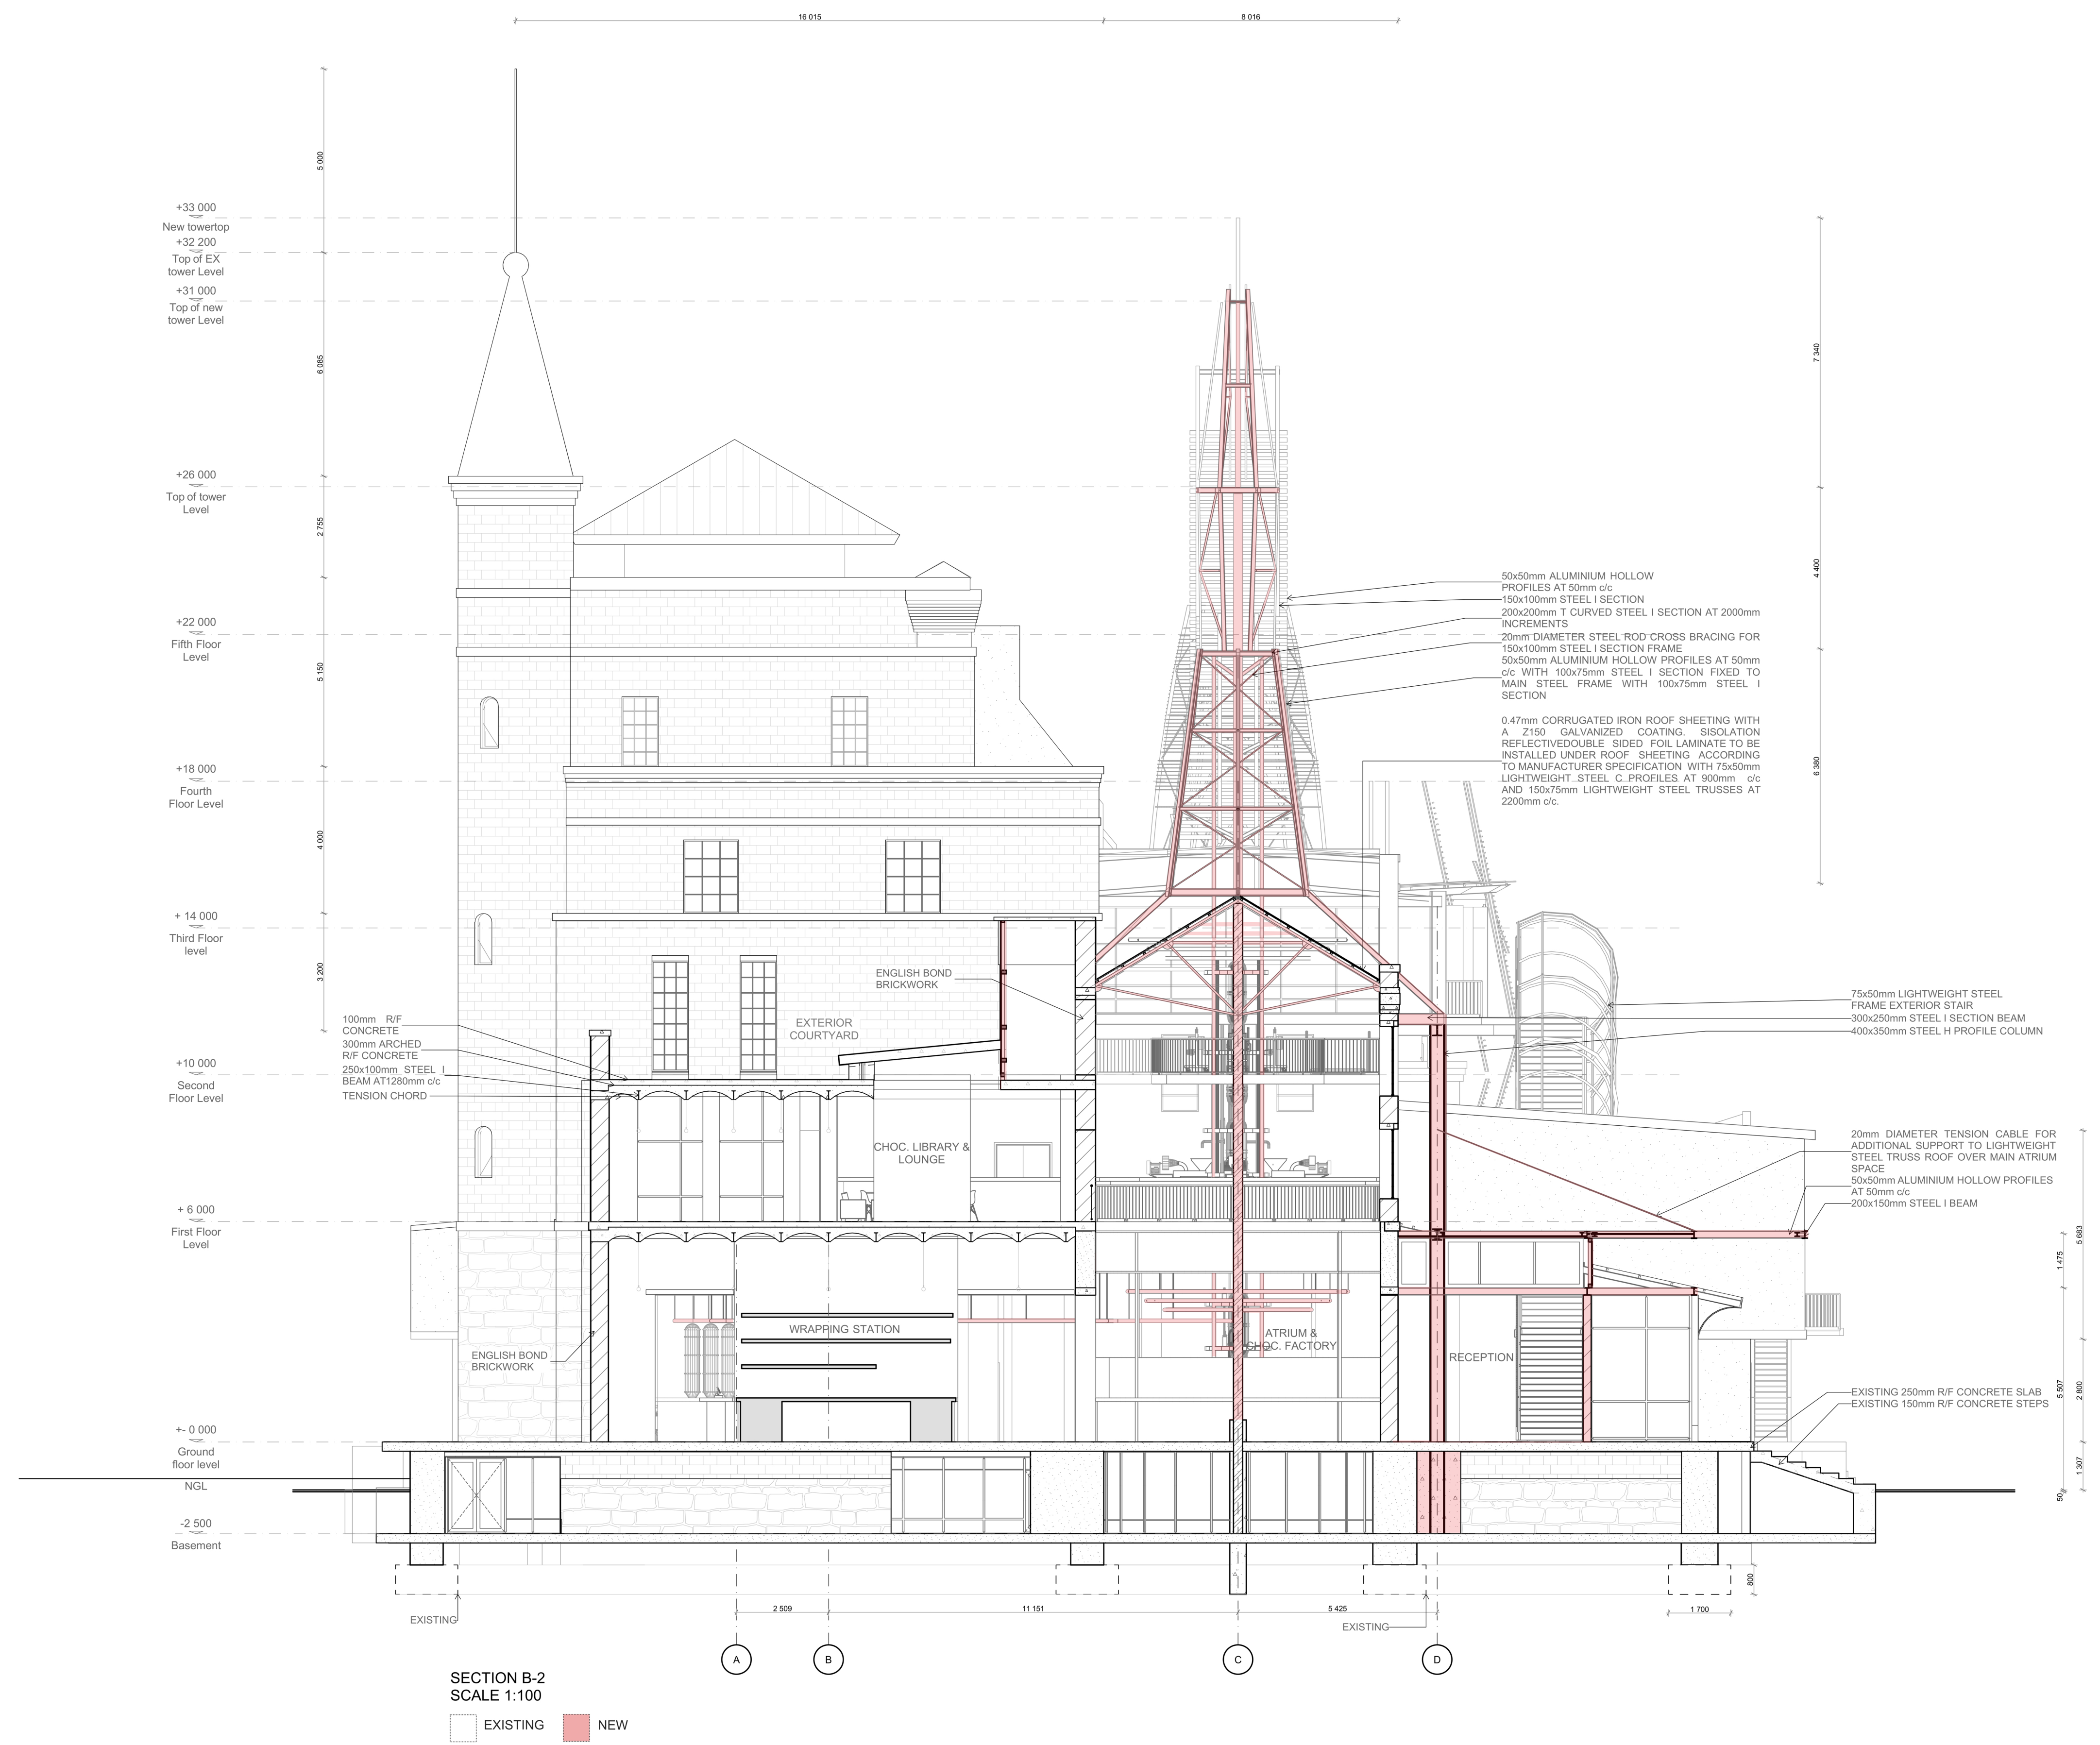 16 015
8 016
5 000
+33 000
New towertop
+32 200
Top of EX
tower Level
+31 000
Top of new
tower Level
6 085
7 340
+26 000
Top of tower
Level
2 755
4 400
50x50mm ALUMINIUM HOLLOW
PROFILES AT 50mm c/c
150x100mm STEEL I SECTION
200x200mm T CURVED STEEL I SECTION AT 2000mm
INCREMENTS
20mm DIAMETER STEEL ROD CROSS BRACING FOR
150x100mm STEEL I SECTION FRAME
50x50mm ALUMINIUM HOLLOW PROFILES AT 50mm
c/c WITH 100x75mm STEEL I SECTION FIXED TO
MAIN STEEL FRAME WITH 100x75mm STEEL I
SECTION
+22 000
Fifth Floor
Level
5 150
0.47mm CORRUGATED IRON ROOF SHEETING WITH
A Z150 GALVANIZED COATING. SISOLATION
REFLECTIVEDOUBLE SIDED FOIL LAMINATE TO BE
INSTALLED UNDER ROOF SHEETING ACCORDING
TO MANUFACTURER SPECIFICATION WITH 75x50mm
LIGHTWEIGHT STEEL C PROFILES AT 900mm c/c
AND 150x75mm LIGHTWEIGHT STEEL TRUSSES AT
2200mm c/c.
6 380
+18 000
Fourth
Floor Level
4 000
+ 14 000
Third Floor
level
3 200
ENGLISH BOND
BRICKWORK
EXTERIOR
COURTYARD
100mm R/F
CONCRETE
300mm ARCHED
R/F CONCRETE
250x100mm STEEL I
BEAM AT1280mm c/c
TENSION CHORD
75x50mm LIGHTWEIGHT STEEL
FRAME EXTERIOR STAIR
300x250mm STEEL I SECTION BEAM
400x350mm STEEL H PROFILE COLUMN
+10 000
Second
Floor Level
CHOC. LIBRARY &
LOUNGE
20mm DIAMETER TENSION CABLE FOR
ADDITIONAL SUPPORT TO LIGHTWEIGHT
STEEL TRUSS ROOF OVER MAIN ATRIUM
SPACE
50x50mm ALUMINIUM HOLLOW PROFILES
AT 50mm c/c
200x150mm STEEL I BEAM
+ 6 000
First Floor
Level
5 683
1 475
WRAPPING STATION
ATRIUM &
CHOC. FACTORY
RECEPTION
ENGLISH BOND
BRICKWORK
5 507
2 800
EXISTING 250mm R/F CONCRETE SLAB
EXISTING 150mm R/F CONCRETE STEPS
+- 0 000
Ground
floor level
NGL
1 307
50
-2 500
Basement
800
EXISTING
2 509
11 151
5 425
1 700
EXISTING
A
B
C
D
SECTION B-2
SCALE 1:100
EXISTING
NEW